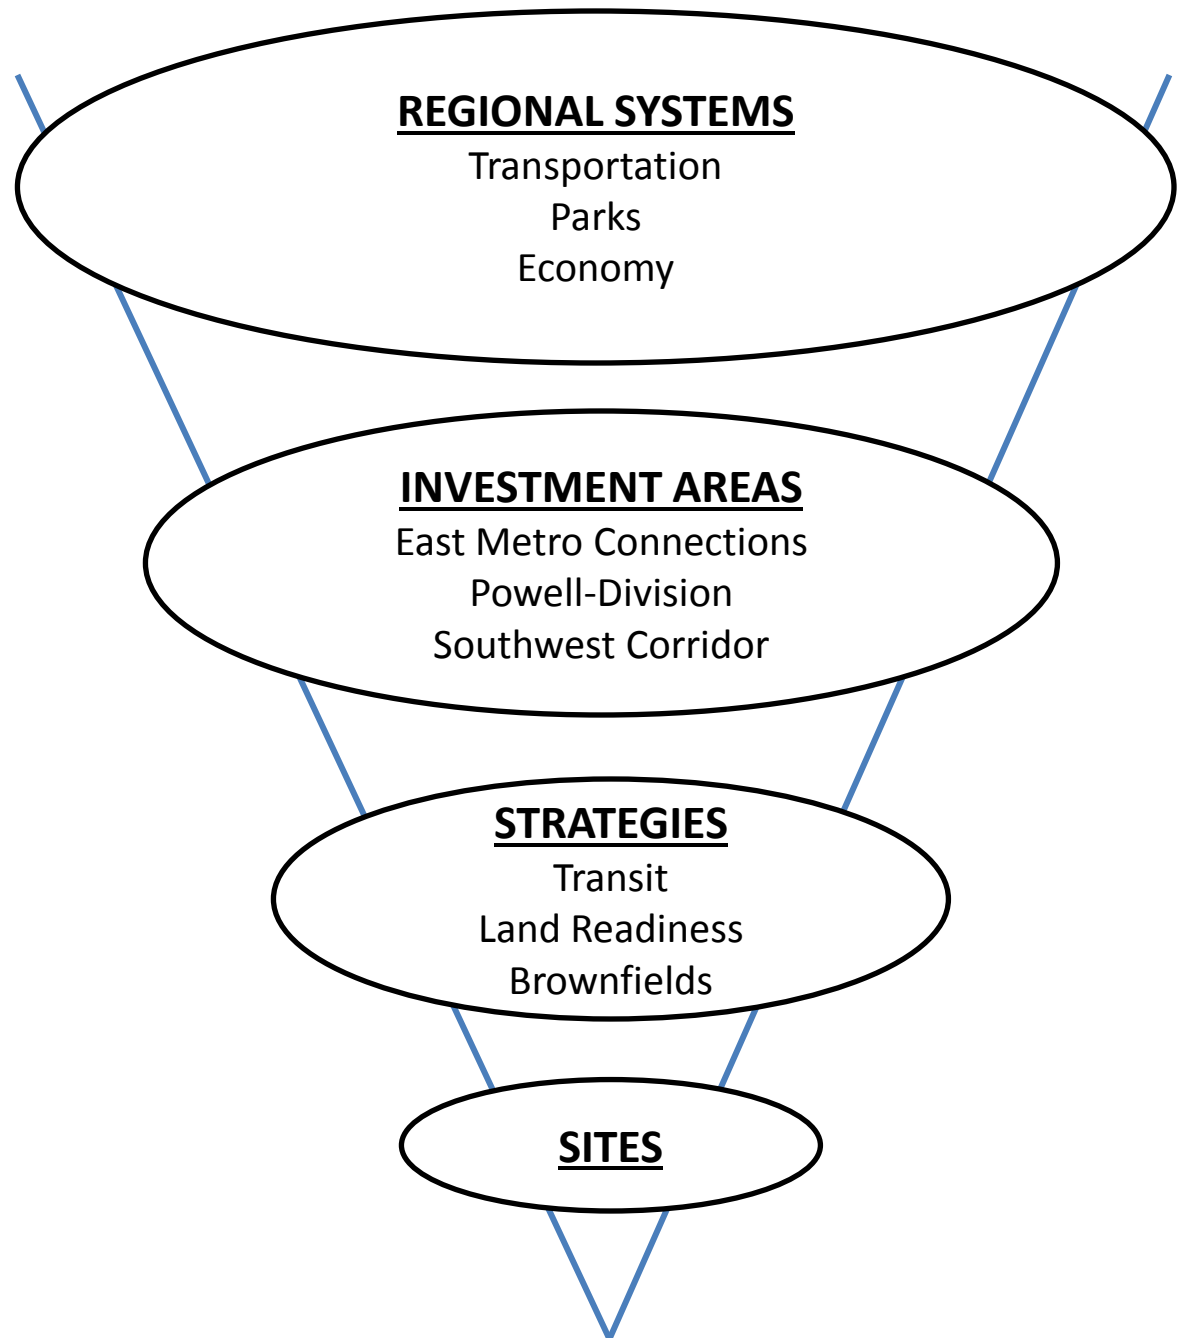 REGIONAL SYSTEMS
Transportation
Parks
Economy
INVESTMENT AREAS
East Metro Connections
Powell-Division
Southwest Corridor
STRATEGIES
Transit
Land Readiness
Brownfields
SITES